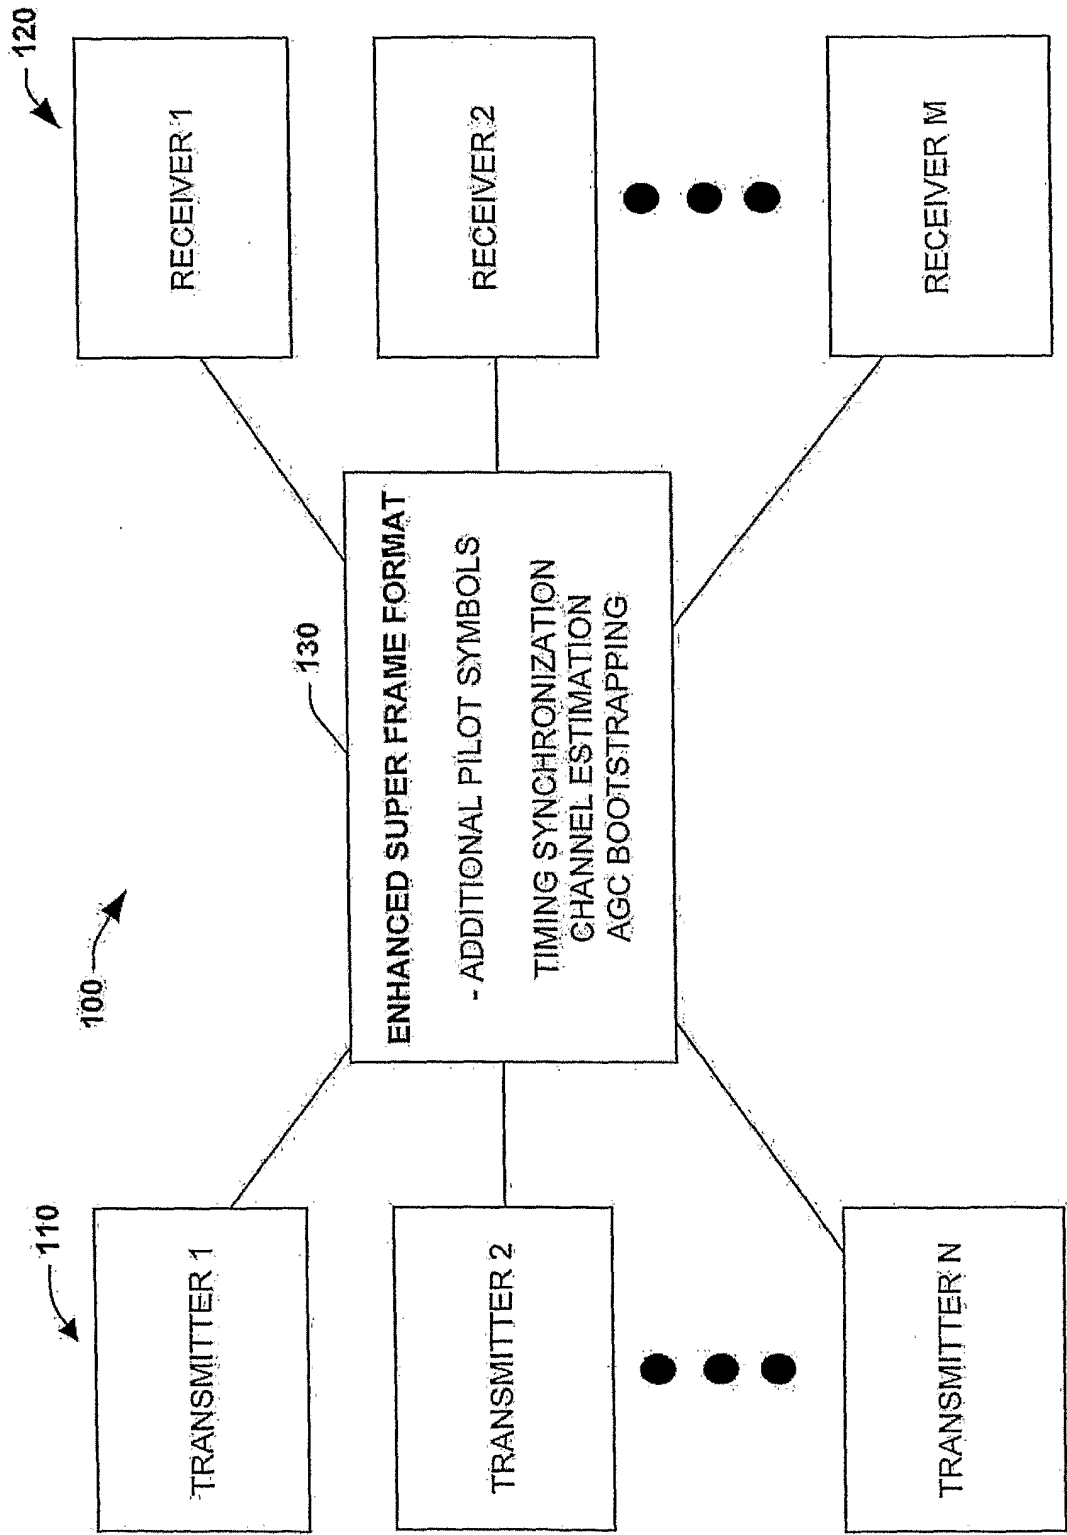 100
110
TRANSMITTER 1
TRANSMITTER 2
TRANSMITTER N
130
ENHANCED SUPER FRAME FORMAT
- ADDITIONAL PILOT SYMBOLS
TIMING SYNCHRONIZATION
CHANNEL ESTIMATION
AGC BOOTSTRAPPING
120
RECEIVER 1
RECEIVER 2
RECEIVER M